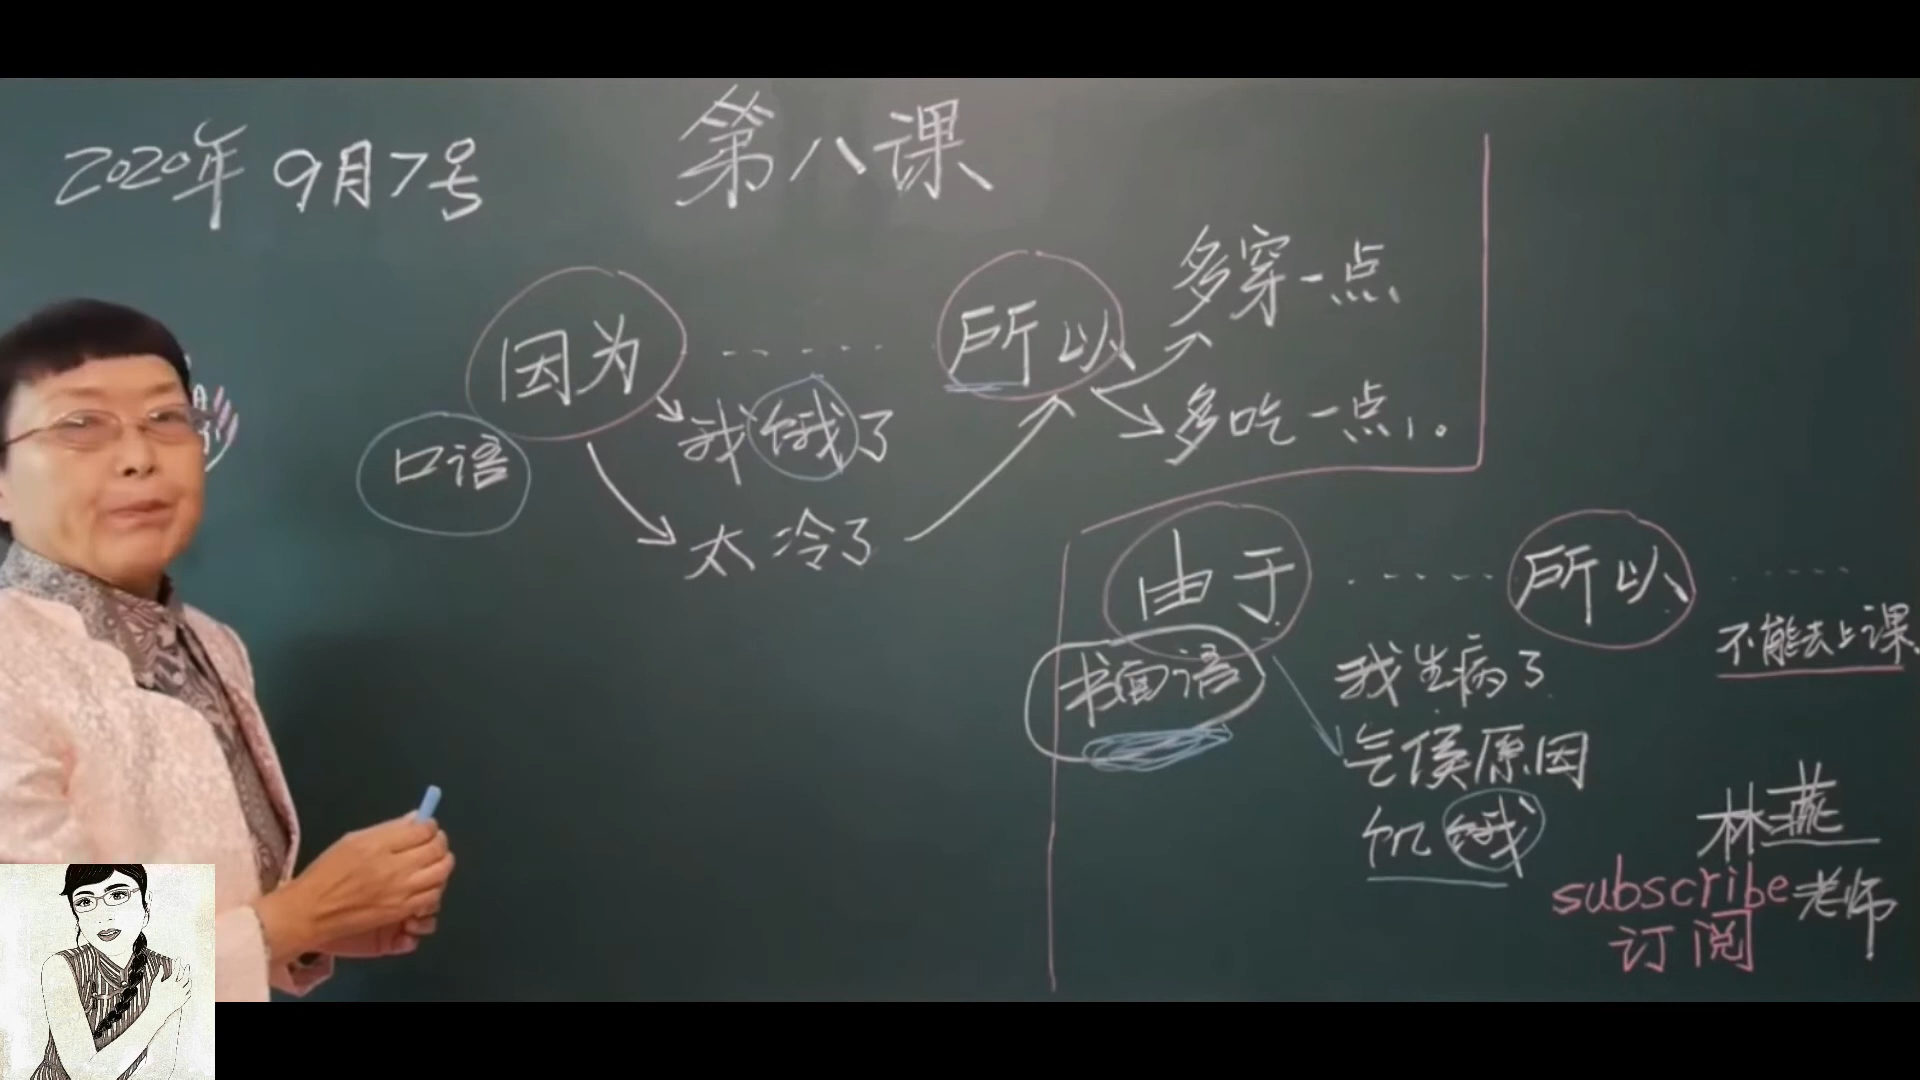 2020年 9月7号
第八课
因为 ...... 所以
多穿一点
多吃一点，。
口语
我饿了
太冷了
由于 ...... 所以 ......
不能去上课
书面语
我生病了
气候原因
饥饿
林燕
老师
subscribe
订阅